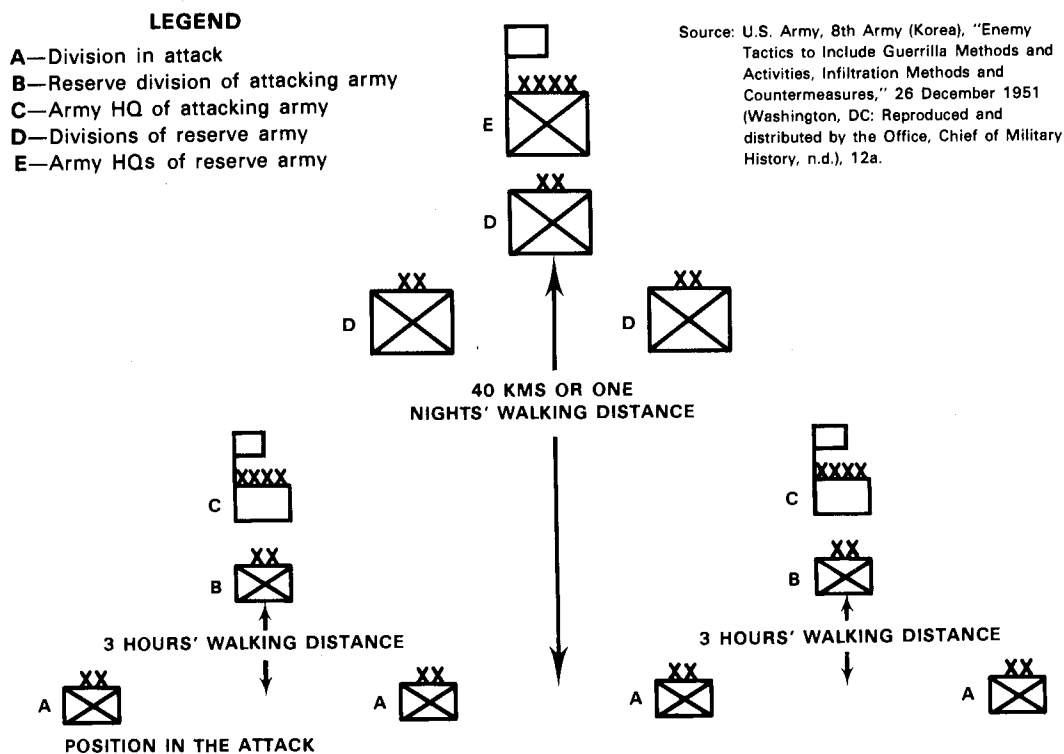 LEGEND
A—Division in attack
B—Reserve division of attacking army
C—Army HQ of attacking army
D—Divisions of reserve army
E—Army HQs of reserve army
Source: U.S. Army, 8th Army (Korea), "Enemy
Tactics to Include Guerrilla Methods and
Activities, Infiltration Methods and
Countermeasures," 26 December 1951
(Washington, DC: Reproduced and
distributed by the Office, Chief of Military
History, n.d.), 12a.
XXXX
E
XX
D
XX
D
XX
D
40 KMS OR ONE
NIGHTS' WALKING DISTANCE
XXXX
C
XXXX
C
XX
B
XX
B
3 HOURS' WALKING DISTANCE
3 HOURS' WALKING DISTANCE
XX
A
XX
A
XX
A
XX
A
POSITION IN THE ATTACK